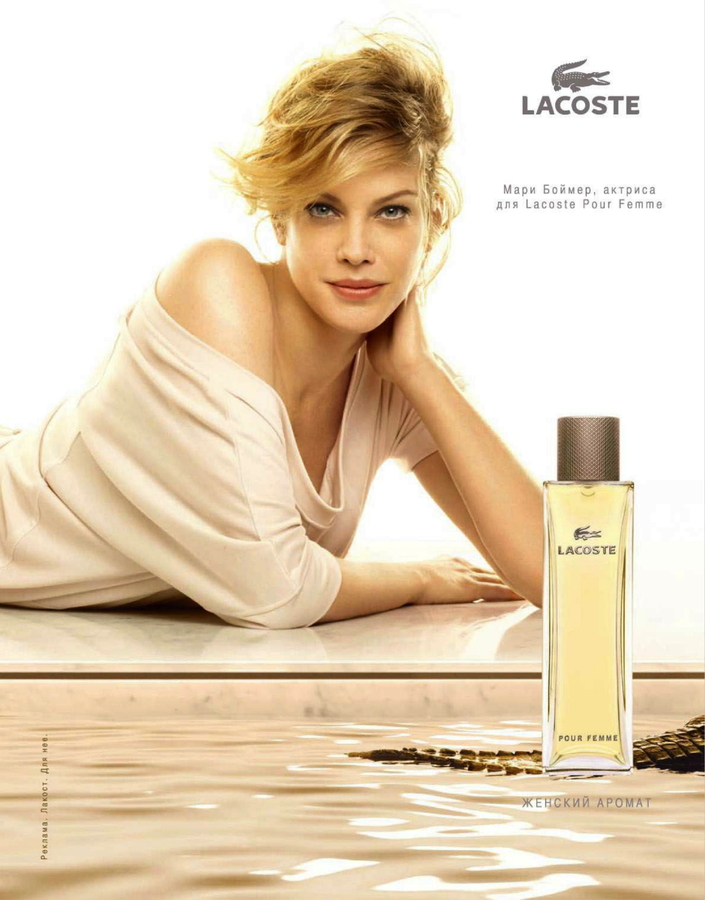 LACOSTE
Мари Боймер, актриса
для Lacoste Pour Femme
LACOSTE
POUR FEMME
ЖЕНСКИЙ АРОМАТ
Реклама. Лакост. Для нее.